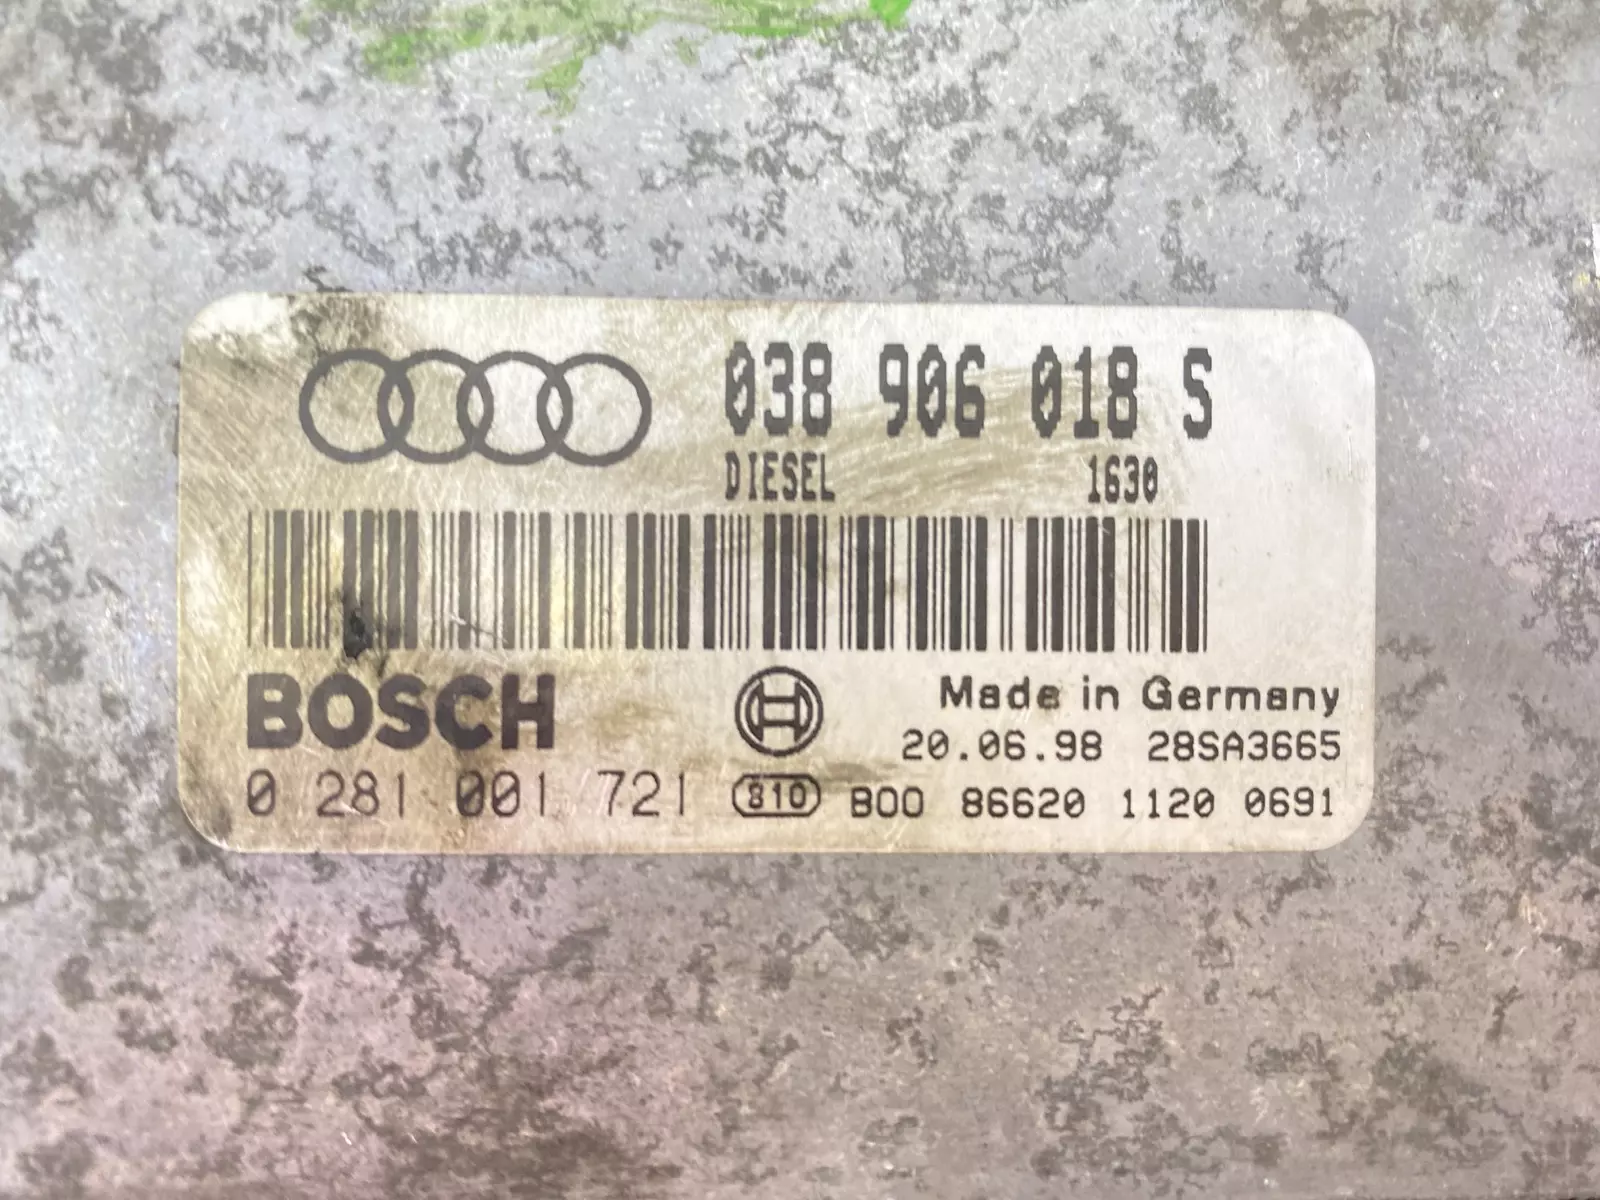 038 906 018 S
DIESEL 1630
BOSCH
Made in Germany
20.06.98 28SA3665
0 281 001 721 810 B00 86620 1120 0691